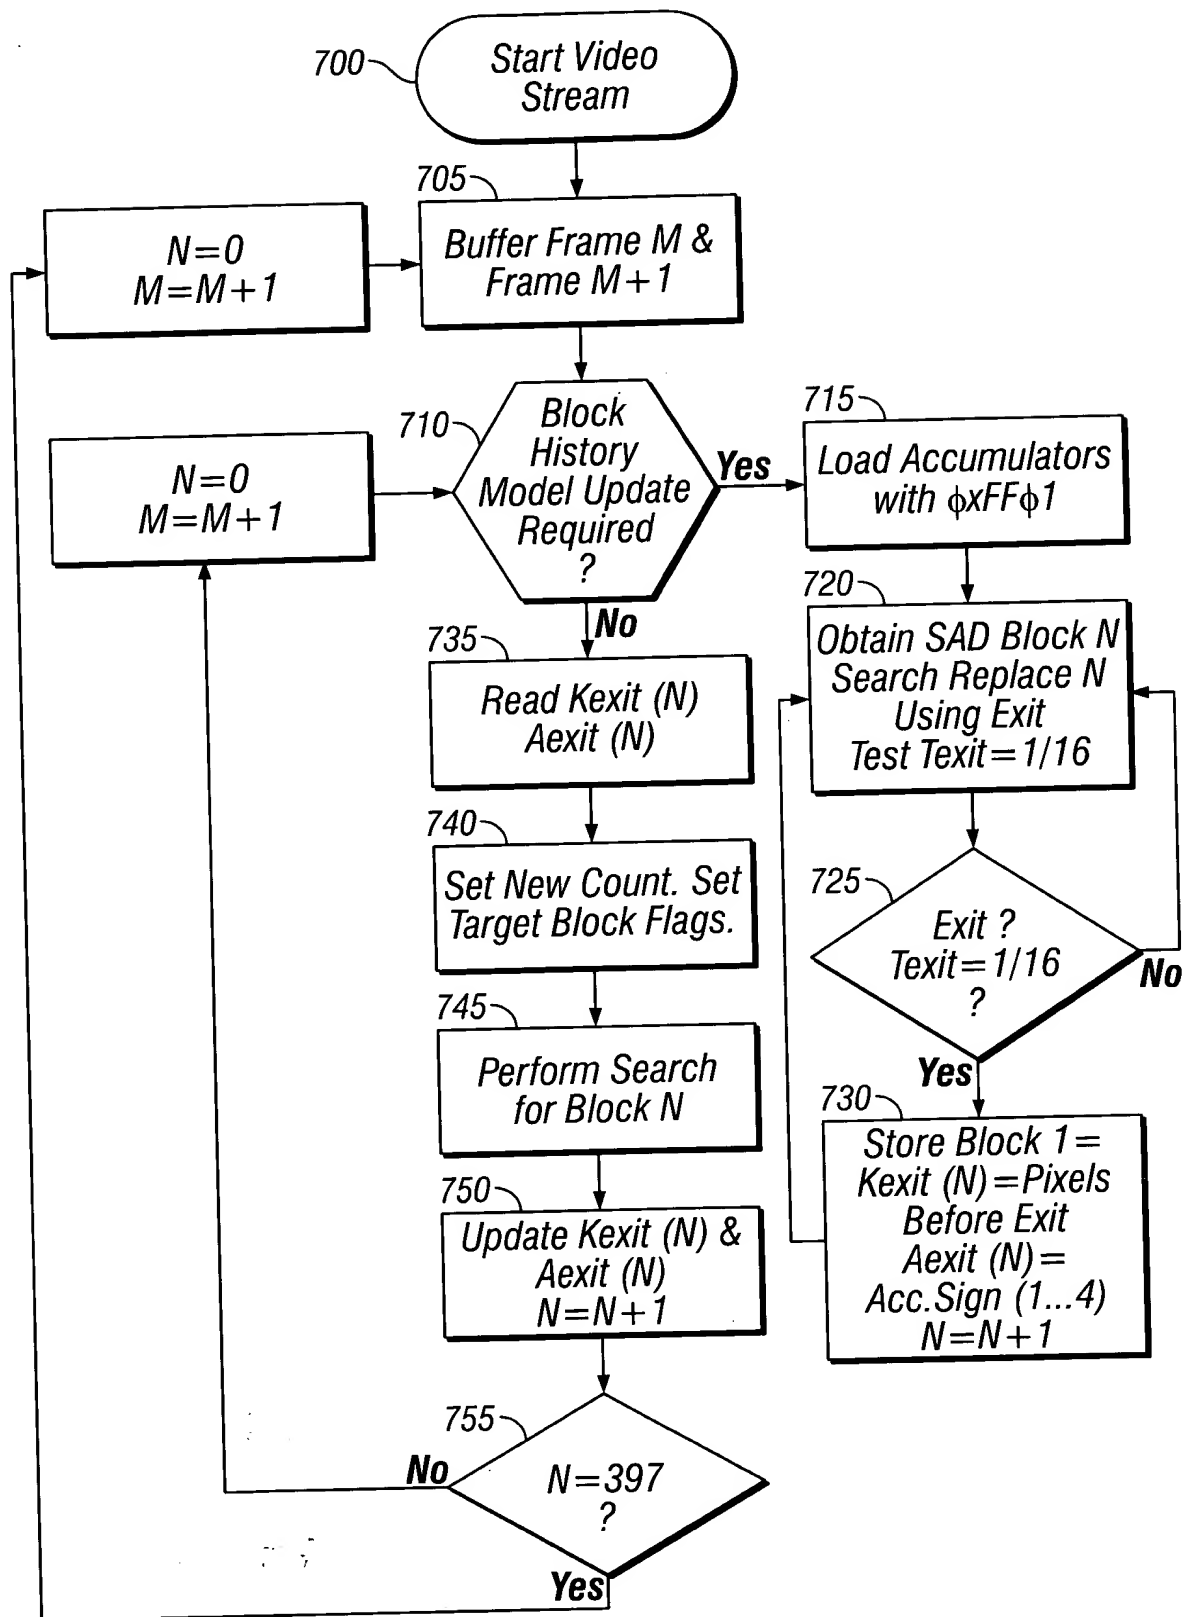 700
Start Video
Stream
705
N=0
M=M+1
Buffer Frame M &
Frame M+1
710
Block
History
Model Update
Required
?
Yes
No
N=0
M=M+1
715
Load Accumulators
with ϕxFFϕ1
720
Obtain SAD Block N
Search Replace N
Using Exit
Test Texit=1/16
725
Exit ?
Texit=1/16
?
No
Yes
730
Store Block 1=
Kexit (N)=Pixels
Before Exit
Aexit (N)=
Acc.Sign (1...4)
N=N+1
735
Read Kexit (N)
Aexit (N)
740
Set New Count. Set
Target Block Flags.
745
Perform Search
for Block N
750
Update Kexit (N) &
Aexit (N)
N=N+1
755
N=397
?
No
Yes